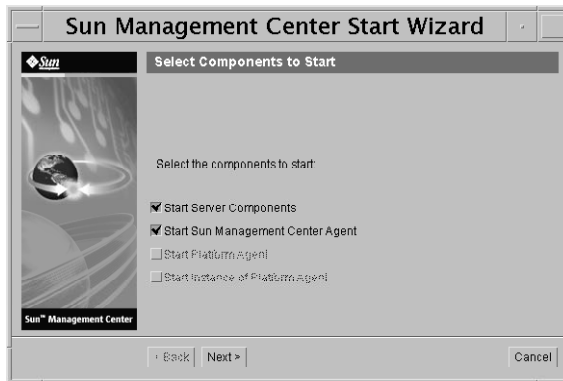 Sun Management Center Start Wizard
Sun
Select Components to Start
Select the components to start:
Start Server Components
Start Sun Management Center Agent
Start Platform Agent
Start Instance of Platform Agent
Sun™ Management Center
< Back
Next >
Cancel